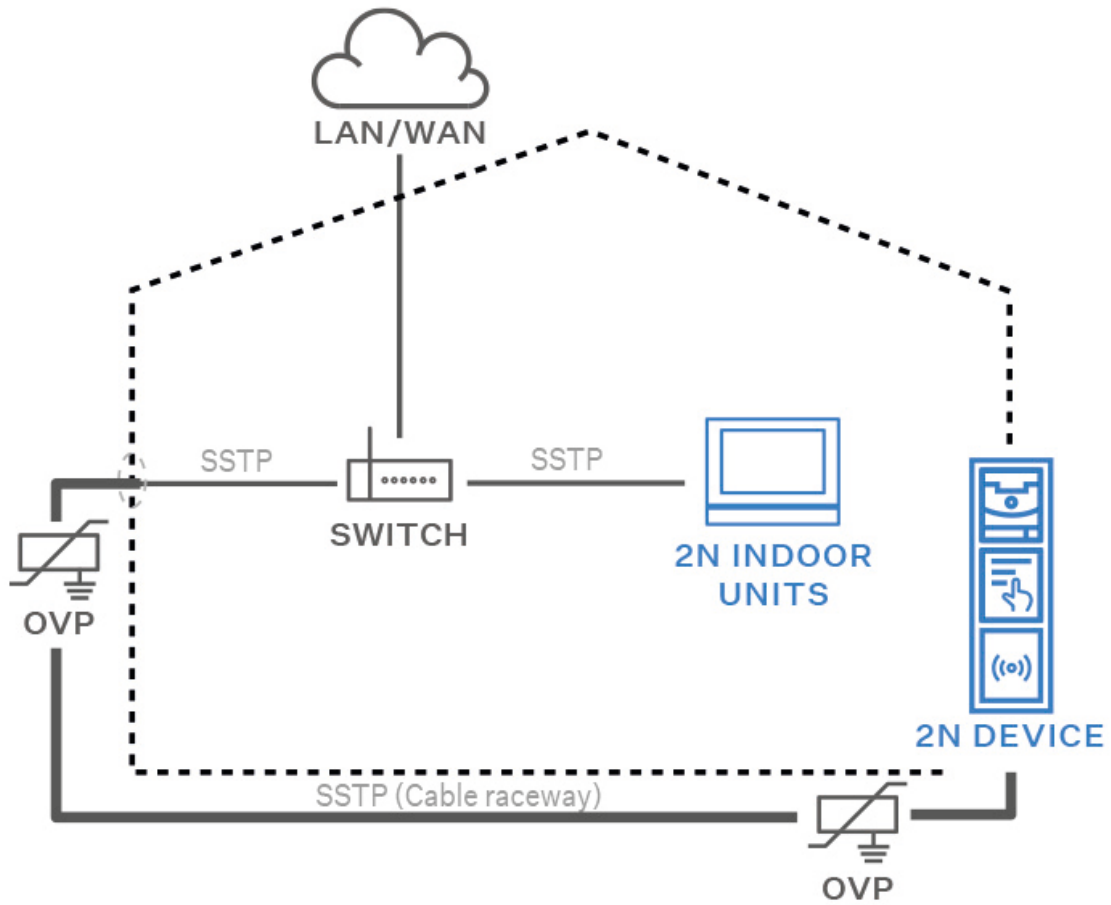 LAN/WAN
SSTP
SSTP
SWITCH
2N INDOOR
UNITS
OVP
2N DEVICE
SSTP (Cable raceway)
OVP